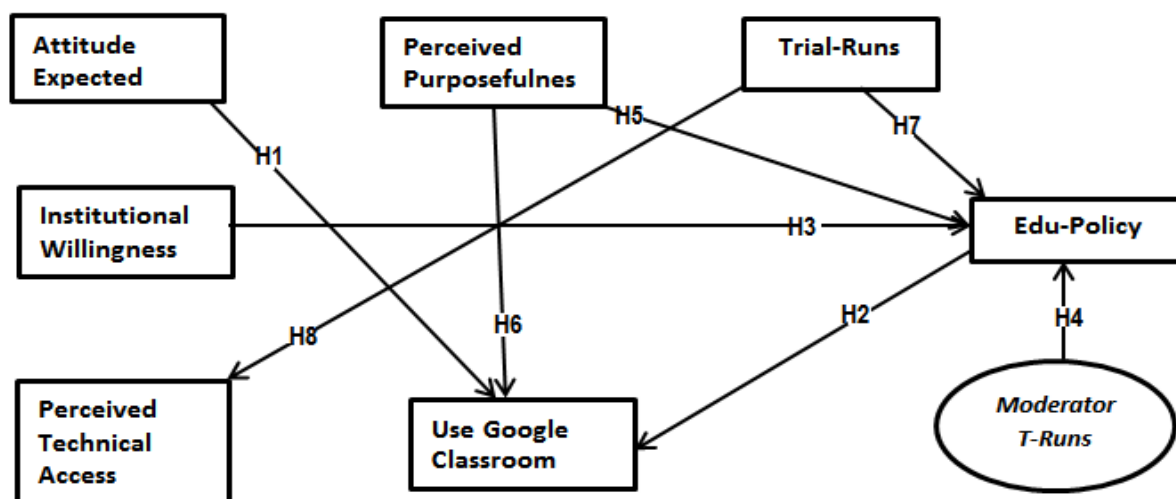 Attitude
Expected
Perceived
Purposefulnes
Trial-Runs
H5
H7
H1
Institutional
Willingness
H3
Edu-Policy
H8
H6
H2
H4
Perceived
Technical
Access
Use Google
Classroom
Moderator
T-Runs